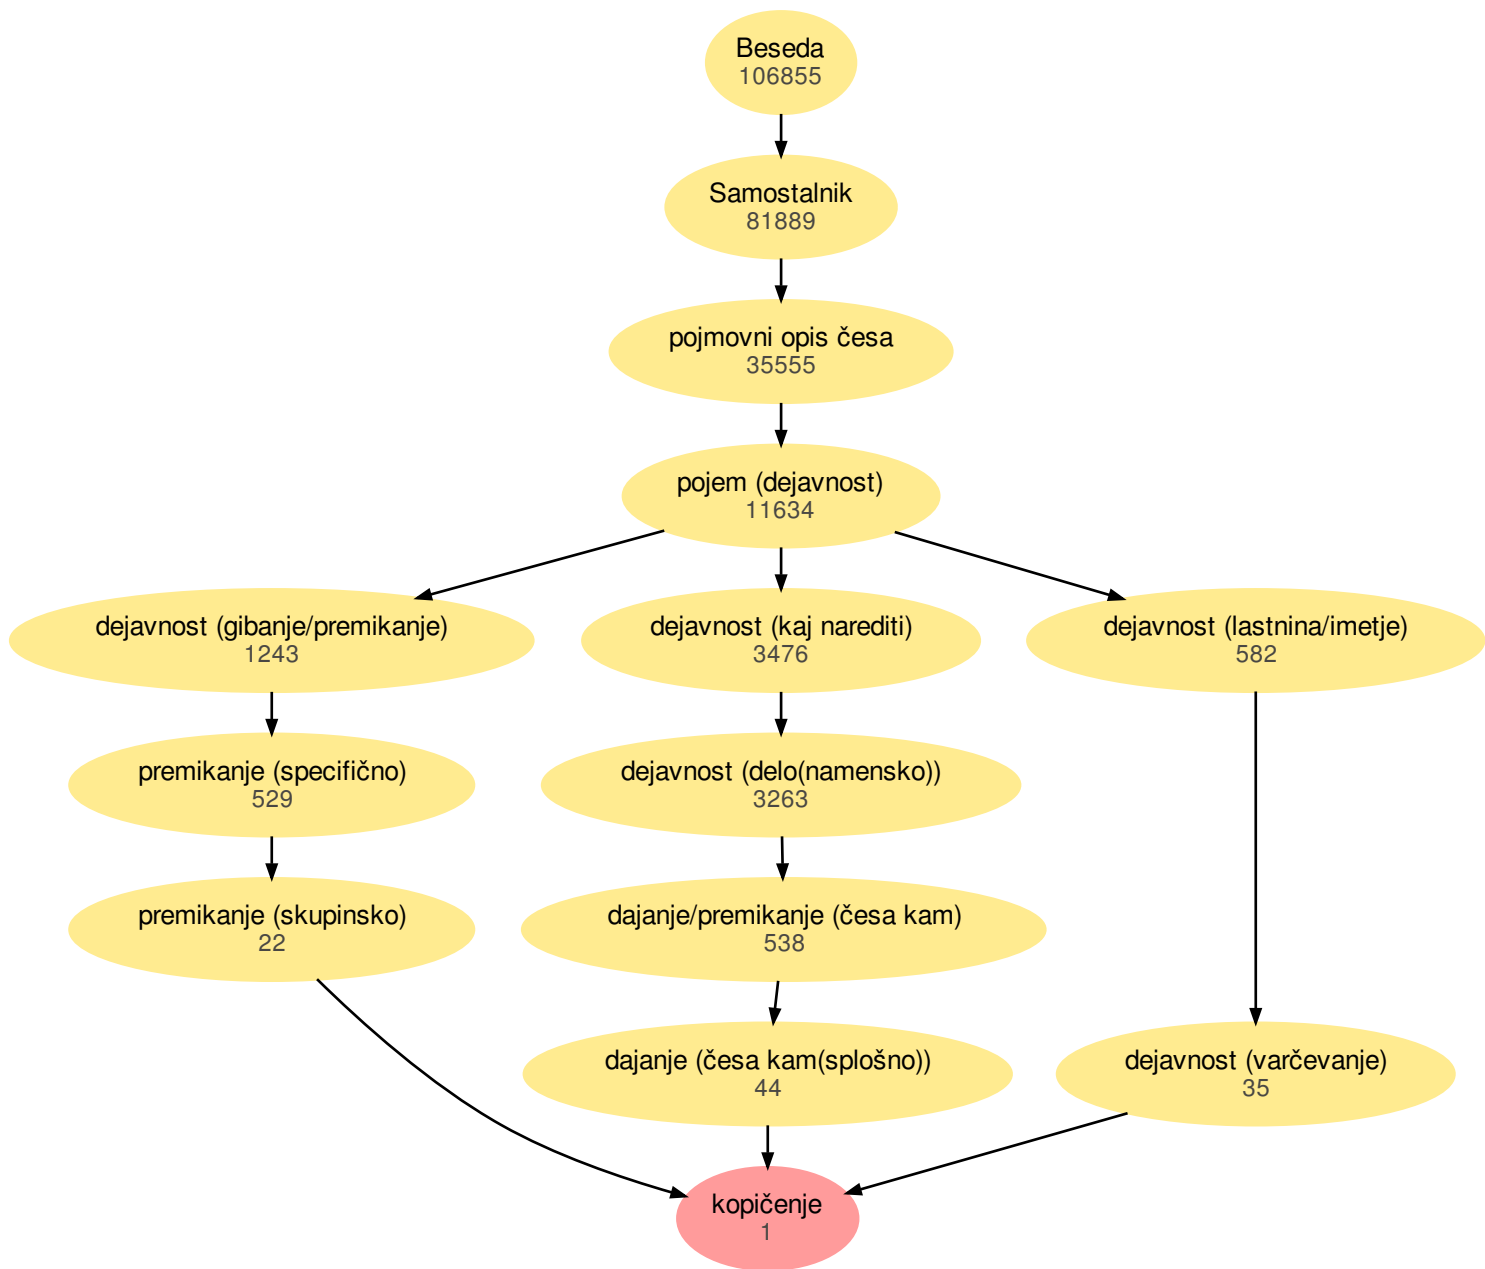 Beseda
106855
Samostalnik
81889
pojmovni opis česa
35555
pojem (dejavnost)
11634
dejavnost (gibanje/premikanje)
1243
dejavnost (kaj narediti)
3476
dejavnost (lastnina/imetje)
582
premikanje (specifično)
529
dejavnost (delo(namensko))
3263
premikanje (skupinsko)
22
dajanje/premikanje (česa kam)
538
dajanje (česa kam(splošno))
44
dejavnost (varčevanje)
35
kopičenje
1